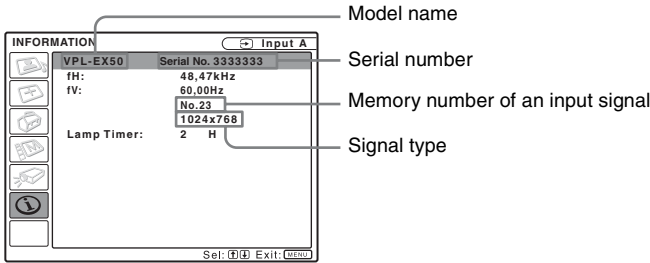 Model name
INFORMATION Input A
VPL-EX50 Serial No. 3333333
Serial number
fH: 48,47kHz
fV: 60,00Hz
No.23
Memory number of an input signal
1024x768
Lamp Timer: 2 H
Signal type
Sel: Exit: MENU